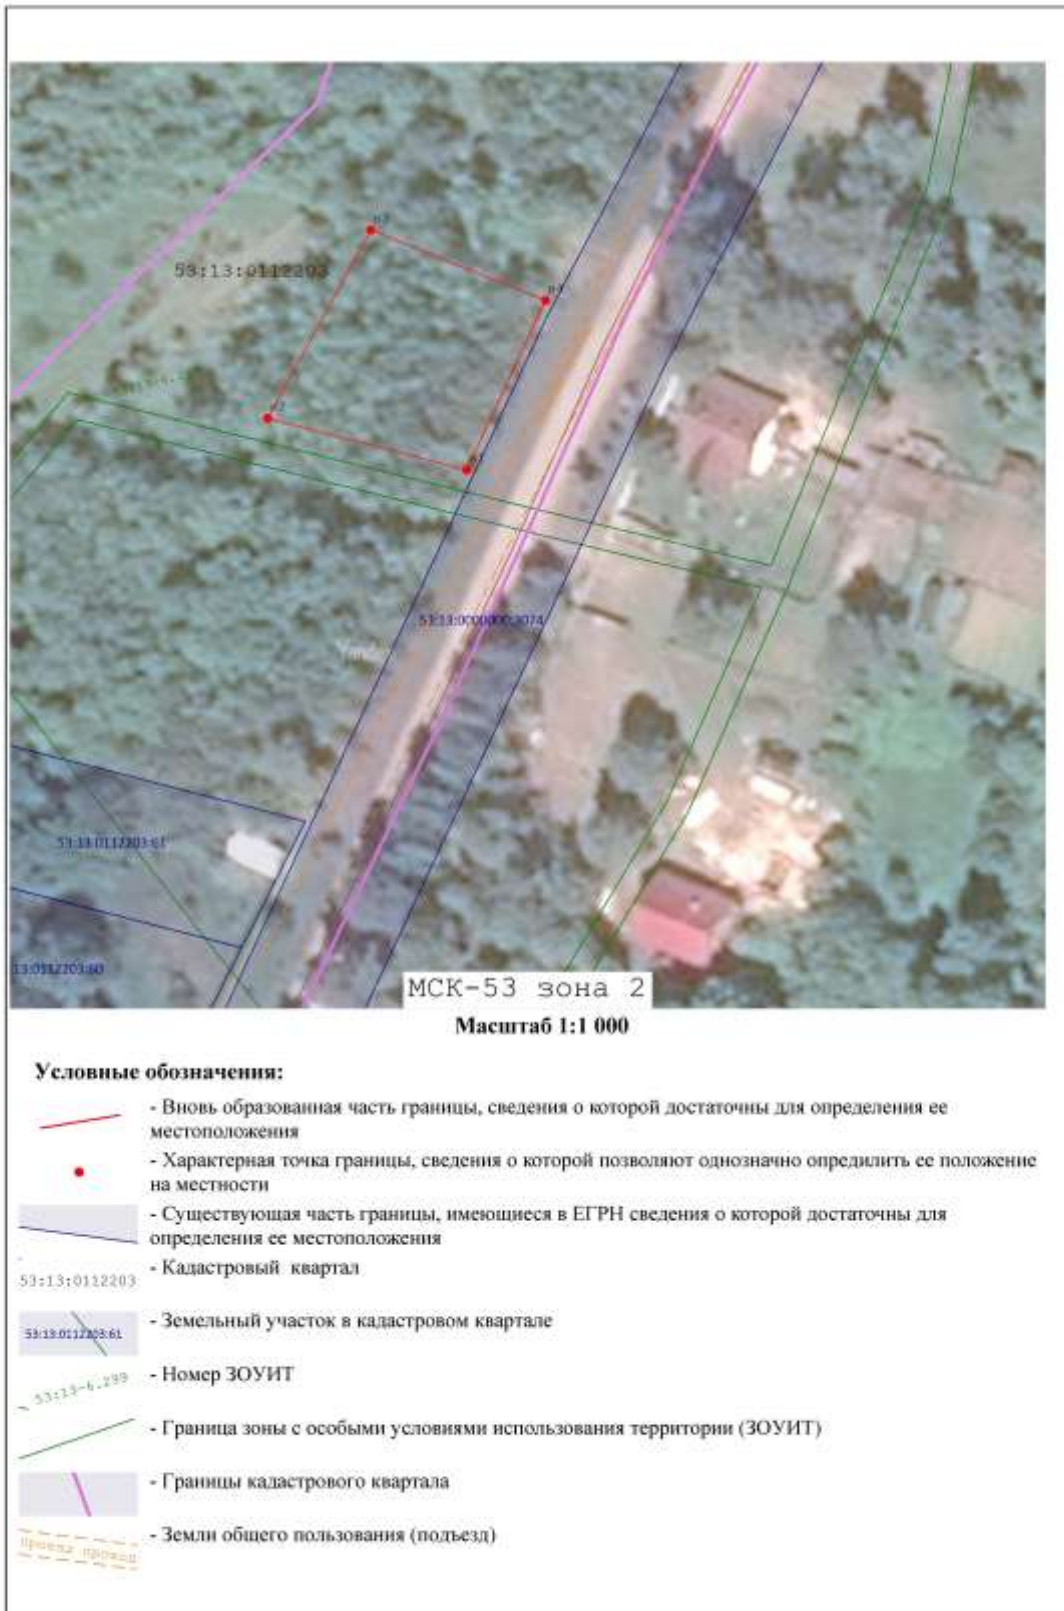 53:13:0112203
53:13:0000000:3074
53:13:0112203:61
13:0112203:60
МСК-53 зона 2
Масштаб 1:1 000
Условные обозначения:
- Вновь образованная часть границы, сведения о которой достаточны для определения ее
местоположения
- Характерная точка границы, сведения о которой позволяют однозначно опредилить ее положение
на местности
- Существующая часть границы, имеющиеся в ЕГРН сведения о которой достаточны для
определения ее местоположения
53:13:0112203
- Кадастровый квартал
53:13:0112203:61
- Земельный участок в кадастровом квартале
53:13-6.299
- Номер ЗОУИТ
- Граница зоны с особыми условиями использования территории (ЗОУИТ)
- Границы кадастрового квартала
- Земли общего пользования (подъезд)